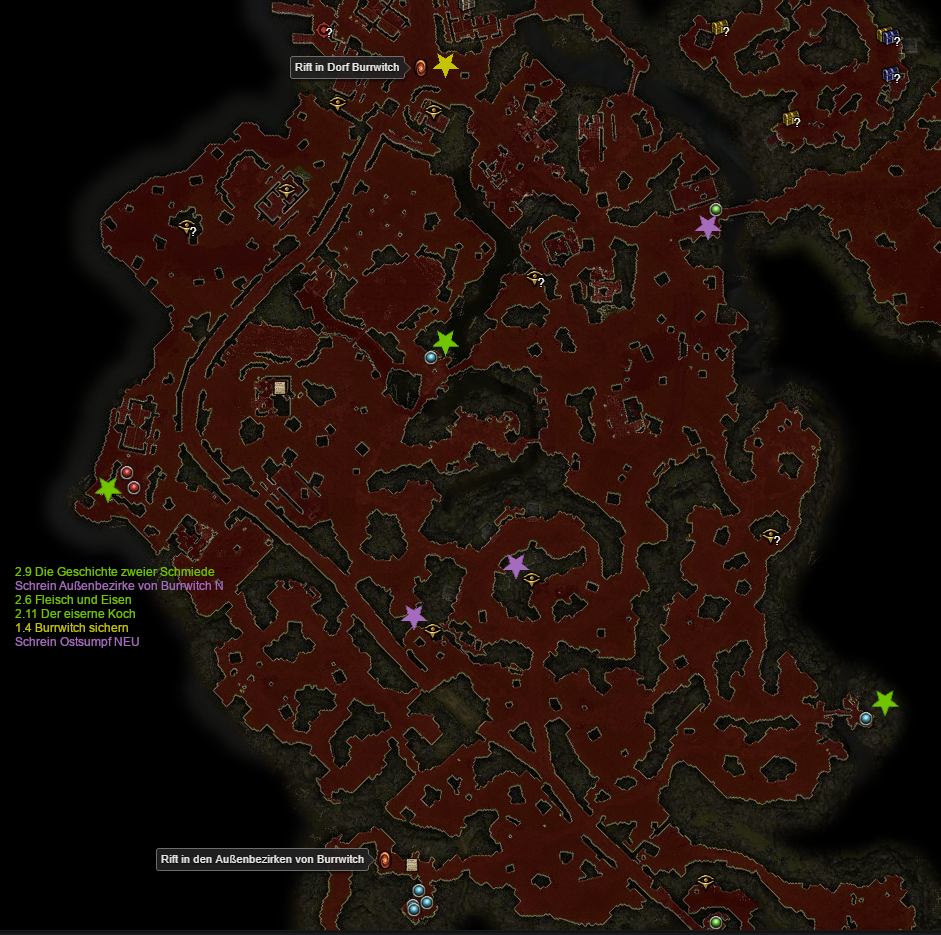 Rift in Dorf Burrwitch
2.9 Die Geschichte zweier Schmiede
Schrein Außenbezirke von Burrwitch N
2.6 Fleisch und Eisen
2.11 Der eiserne Koch
1.4 Burrwitch sichern
Schrein Ostsumpf NEU
Rift in den Außenbezirken von Burrwitch